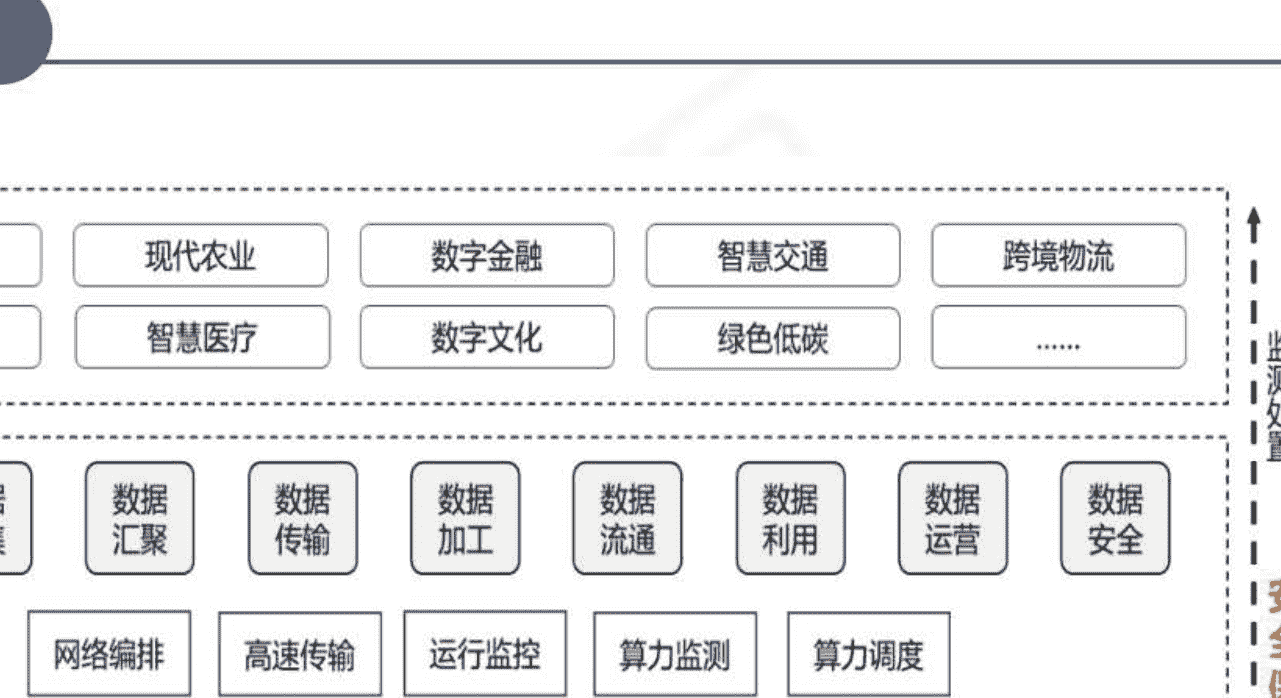 现代农业
数字金融
智慧交通
跨境物流
智慧医疗
数字文化
绿色低碳
……
数据
汇聚
数据
传输
数据
加工
数据
流通
数据
利用
数据
运营
数据
安全
网络编排
高速传输
运行监控
算力监测
算力调度
监测处置